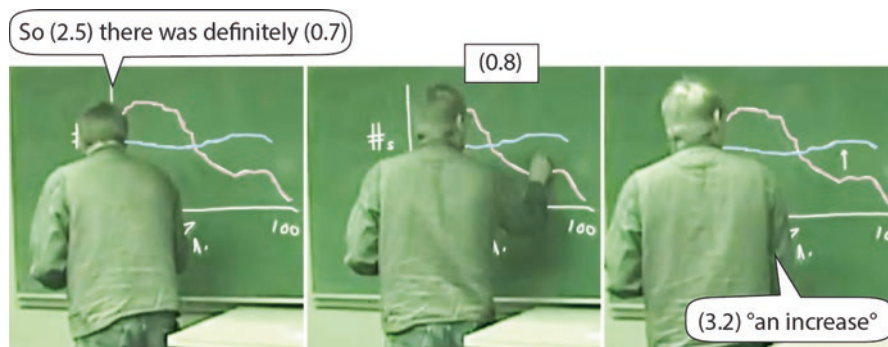 So (2.5) there was definitely (0.7)
(0.8)
#s
100
100
(3.2) °an increase°